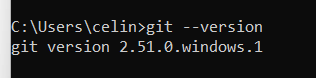 C:\Users\celin>git --version
git version 2.51.0.windows.1